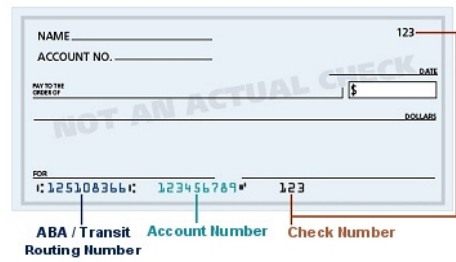 NAME
123
ACCOUNT NO.
DATE
PAY TO THE
ORDER OF
$
NOT AN ACTUAL CHECK
DOLLARS
FOR
⑆125108366⑆ 123456789⑈ 123
ABA / Transit Account Number Check Number
Routing Number